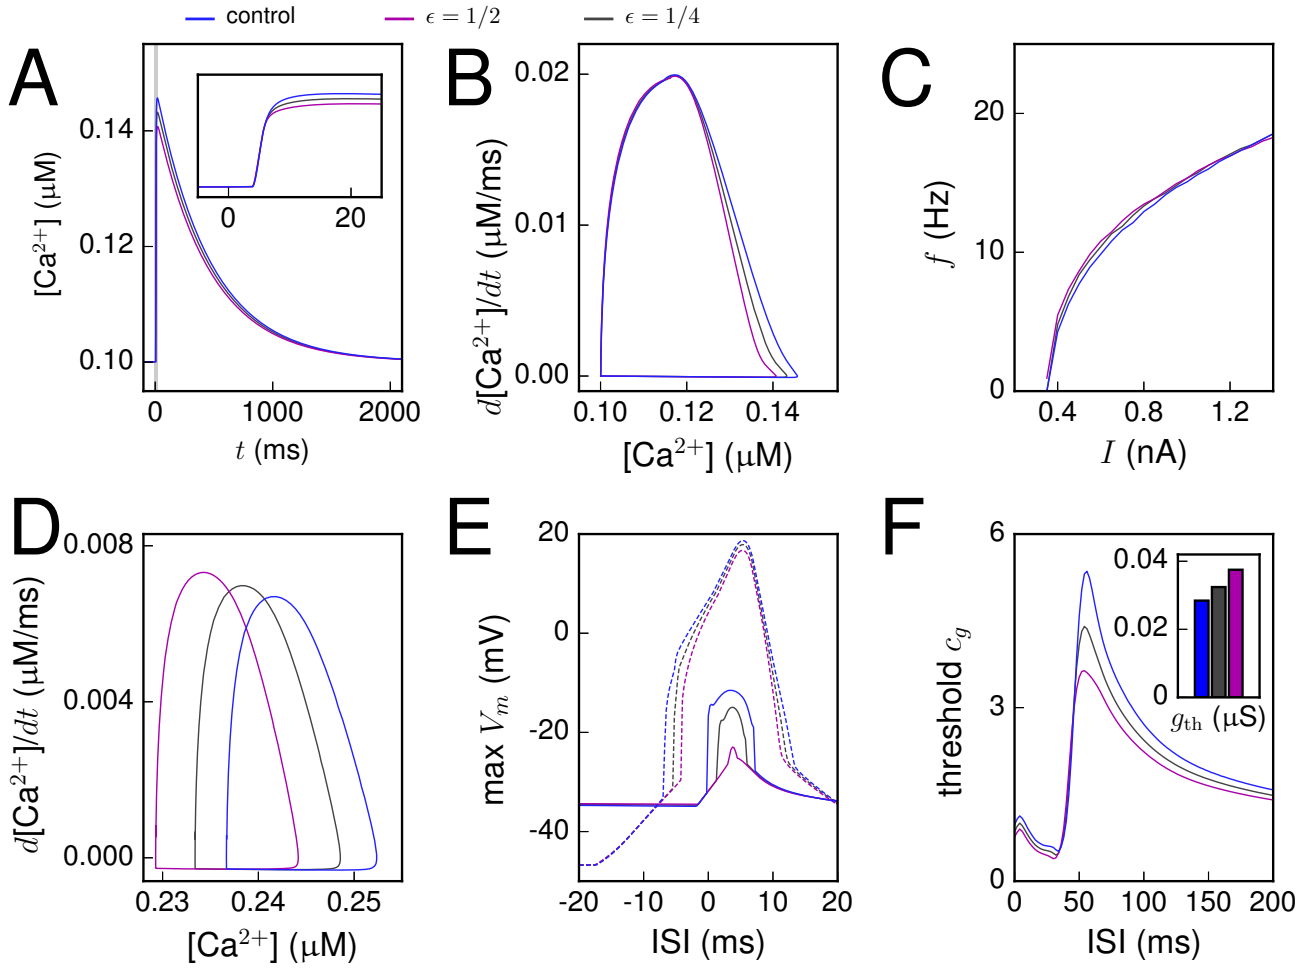 control ϵ = 1/2 ϵ = 1/4
A
[Ca²⁺] (μM)
0.14
0.12
0.10
0 20
0 1000 2000
t (ms)
B
d[Ca²⁺]/dt (μM/ms)
0.02
0.01
0.00
0.10 0.12 0.14
[Ca²⁺] (μM)
C
f (Hz)
20
10
0
0.4 0.8 1.2
I (nA)
D
d[Ca²⁺]/dt (μM/ms)
0.008
0.004
0.000
0.23 0.24 0.25
[Ca²⁺] (μM)
E
max Vₘ (mV)
20
0
-20
-40
-20 -10 0 10 20
ISI (ms)
F
threshold c_g
6
3
0
0.04
0.02
0
g_th (μS)
0 50 100 150 200
ISI (ms)